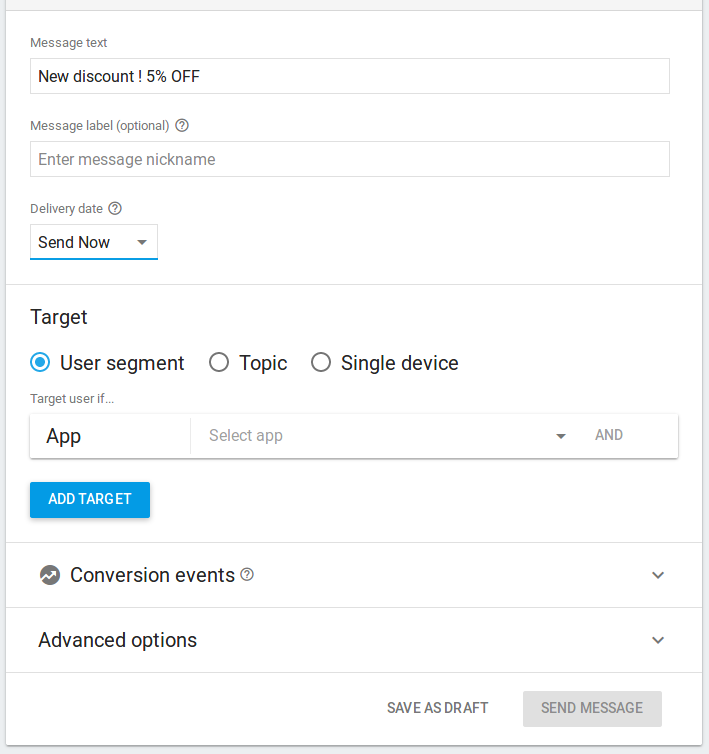 Message text
New discount ! 5% OFF
Message label (optional)
Enter message nickname
Delivery date
Send Now
Target
User segment Topic Single device
Target user if...
App Select app AND
ADD TARGET
Conversion events
Advanced options
SAVE AS DRAFT SEND MESSAGE